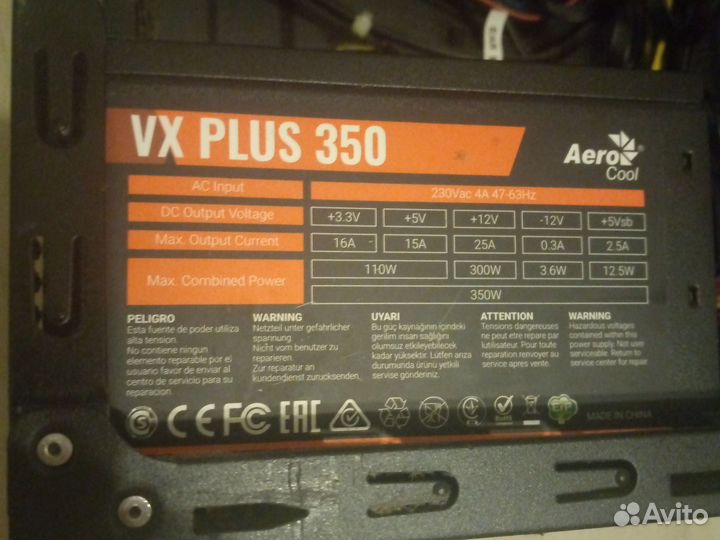 VX PLUS 350
Aero
Cool
AC Input 230Vac 4A 47-63Hz
DC Output Voltage +3.3V +5V +12V -12V +5Vsb
Max. Output Current 16A 15A 25A 0.3A 2.5A
Max. Combined Power 110W 300W 3.6W 12.5W
350W
PELIGRO
Esta fuente de poder utiliza
alta tension.
No contiene ningun
elemento reparable por el
usuario favor de enviar al
centro de servicio para su
reparacion.
WARNING
Netzteil unter gefahrlicher
spannung.
Nicht vom benutzer zu
reparieren.
Zur reparatur an
kundendienst zurucksenden.
UYARI
Bu güç kaynağının içindeki
gerilim insan sağlığını
olumsuz etkileyebilecek
kadar yüksektir. Lütfen arıza
durumunda ürünü yetkili
servise gönderiniz.
ATTENTION
Tensions dangereuses
ne peut etre repare par
l'utilisateur. Pour toute
reparation renvoyer au
service apres vente.
WARNING
Hazardous voltages
contained within this
power supply. Not user
serviceable. Return to
service center for repair
S CE FC EAC
ErP
MADE IN CHINA
Avito